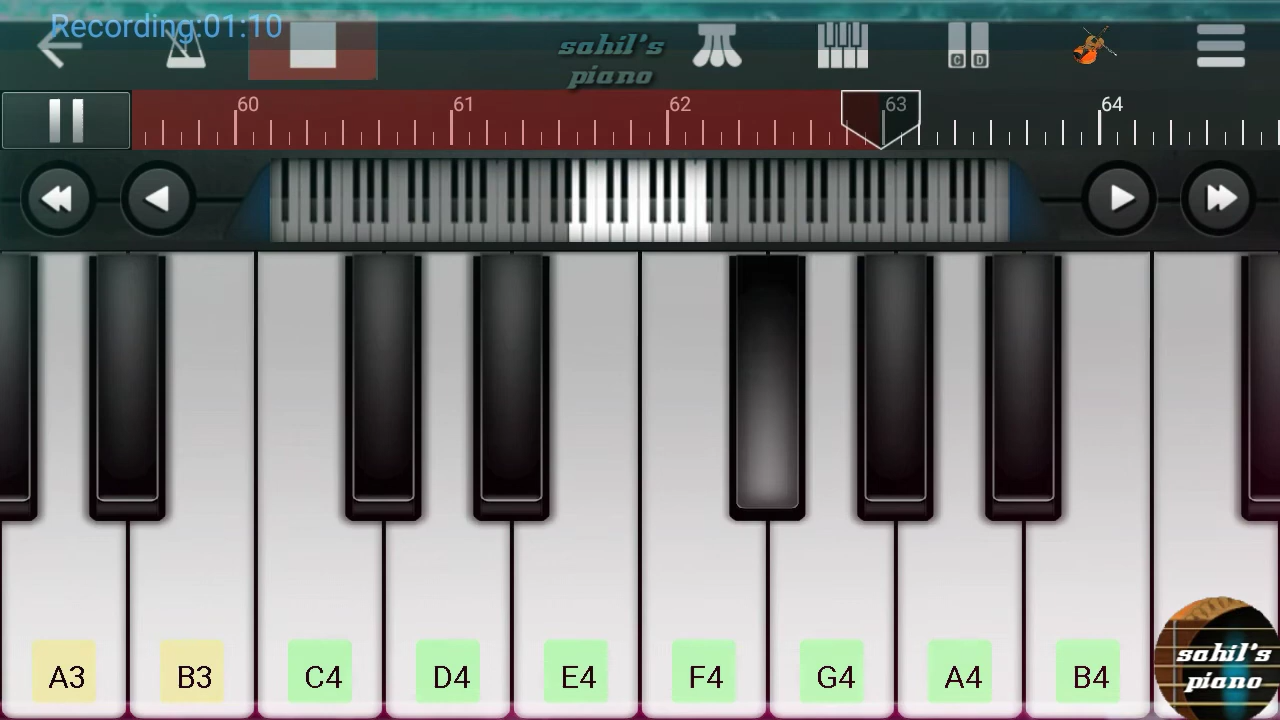 Recording:01:10
sahil's
piano
60 61 62 63 64
C D
A3 B3 C4 D4 E4 F4 G4 A4 B4
sahil's
piano